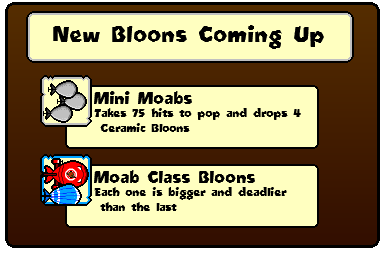 New Bloons Coming Up
Mini Moabs
Takes 75 hits to pop and drops 4
Ceramic Bloons
Moab Class Bloons
Each one is bigger and deadlier
than the last